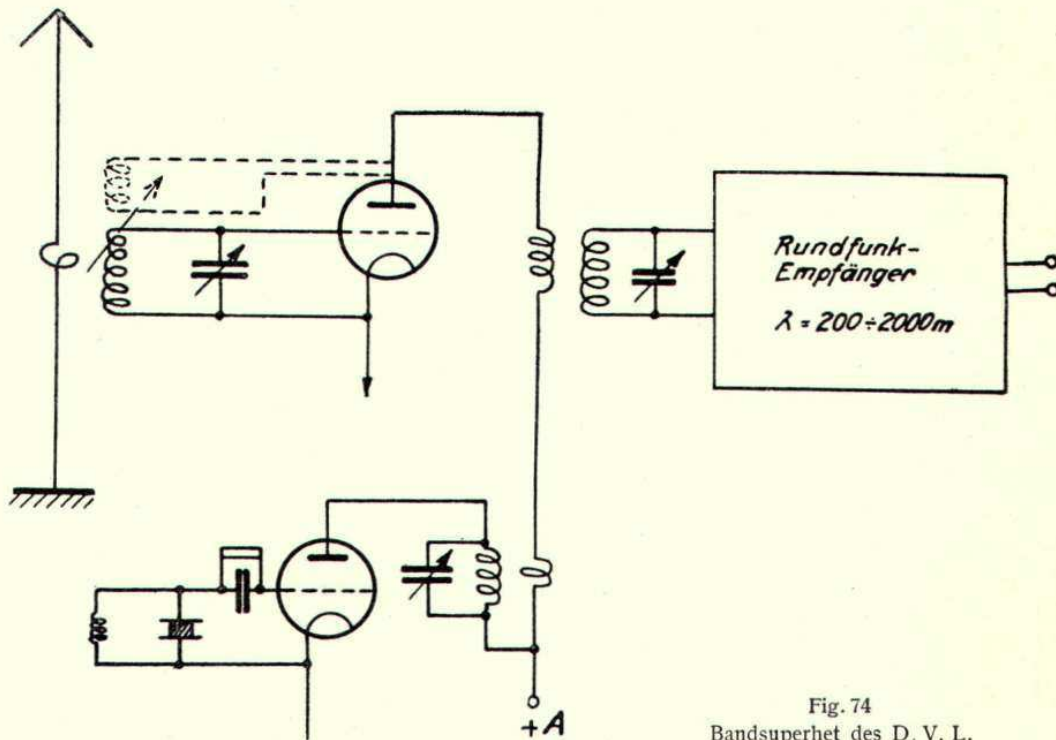 Rundfunk-
Empfänger
λ = 200÷2000m
+A
Fig. 74
Bandsuperhet des D. V. L.